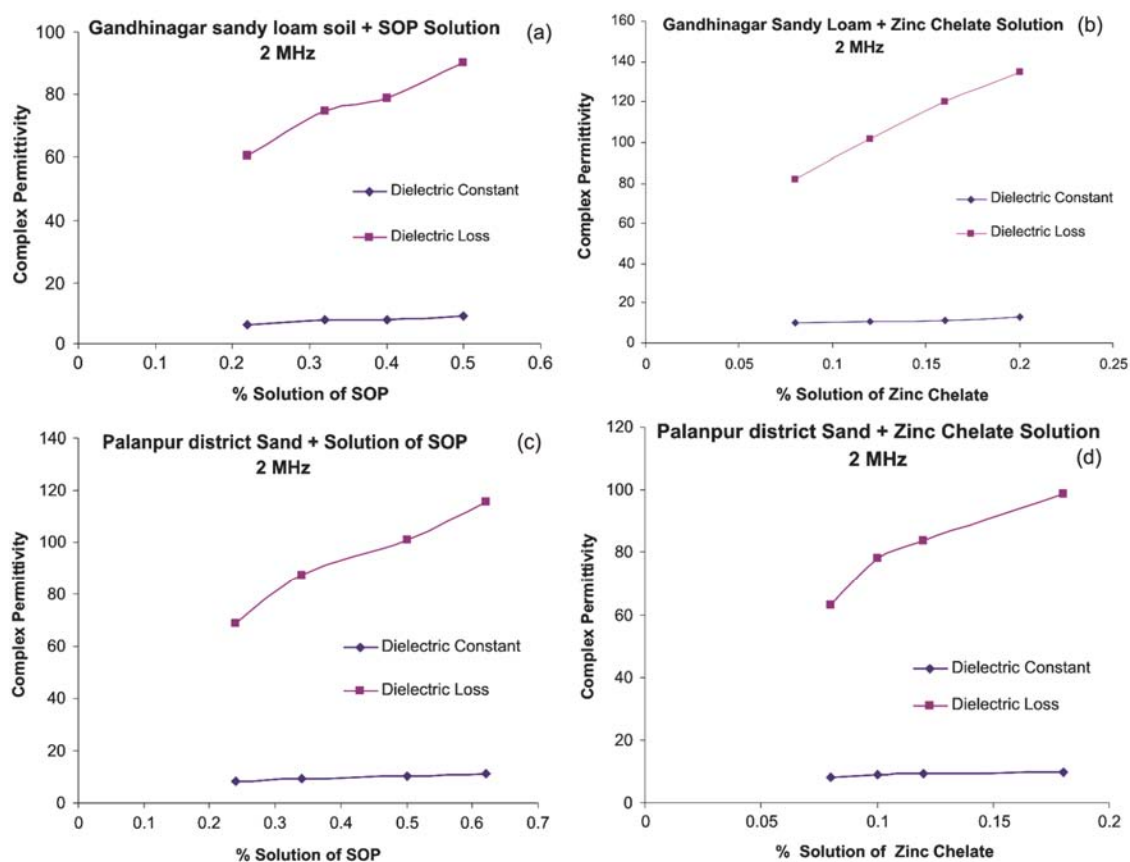 Gandhinagar sandy loam soil + SOP Solution
2 MHz
(a)
Complex Permittivity
100
80
60
40
20
0
Dielectric Constant
Dielectric Loss
0
0.1
0.2
0.3
0.4
0.5
0.6
% Solution of SOP
Gandhinagar Sandy Loam + Zinc Chelate Solution
2 MHz
(b)
Complex Permittivity
160
140
120
100
80
60
40
20
0
Dielectric Constant
Dielectric Loss
0
0.05
0.1
0.15
0.2
0.25
% Solution of Zinc Chelate
Palanpur district Sand + Solution of SOP
2 MHz
(c)
Complex Permittivity
140
120
100
80
60
40
20
0
Dielectric Constant
Dielectric Loss
0
0.1
0.2
0.3
0.4
0.5
0.6
0.7
% Solution of SOP
Palanpur district Sand + Zinc Chelate Solution
2 MHz
(d)
Complex Permittivity
120
100
80
60
40
20
0
Dielectric Constant
Dielectric Loss
0
0.05
0.1
0.15
0.2
% Solution of Zinc Chelate